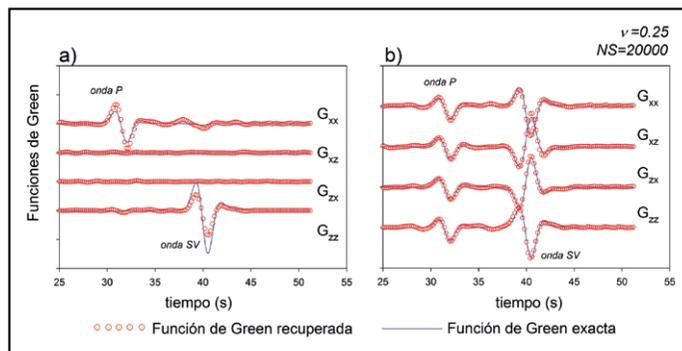 ν=0.25
NS=20000
a)
b)
Funciones de Green
onda P
G_xx
G_xz
G_zx
G_zz
onda SV
25 30 35 40 45 50 55
tiempo (s)
onda P
G_xx
G_xz
G_zx
G_zz
onda SV
25 30 35 40 45 50 55
tiempo (s)
Función de Green recuperada
Función de Green exacta